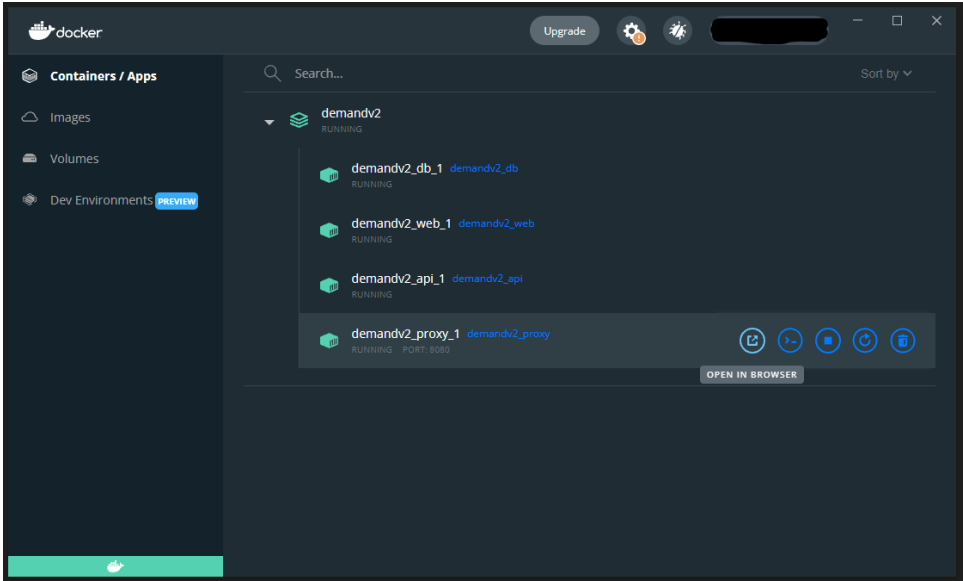 docker
Upgrade
Containers / Apps
Images
Volumes
Dev Environments PREVIEW
Search...
Sort by
demandv2
RUNNING
demandv2_db_1 demandv2_db
RUNNING
demandv2_web_1 demandv2_web
RUNNING
demandv2_api_1 demandv2_api
RUNNING
demandv2_proxy_1 demandv2_proxy
RUNNING PORT: 8080
OPEN IN BROWSER